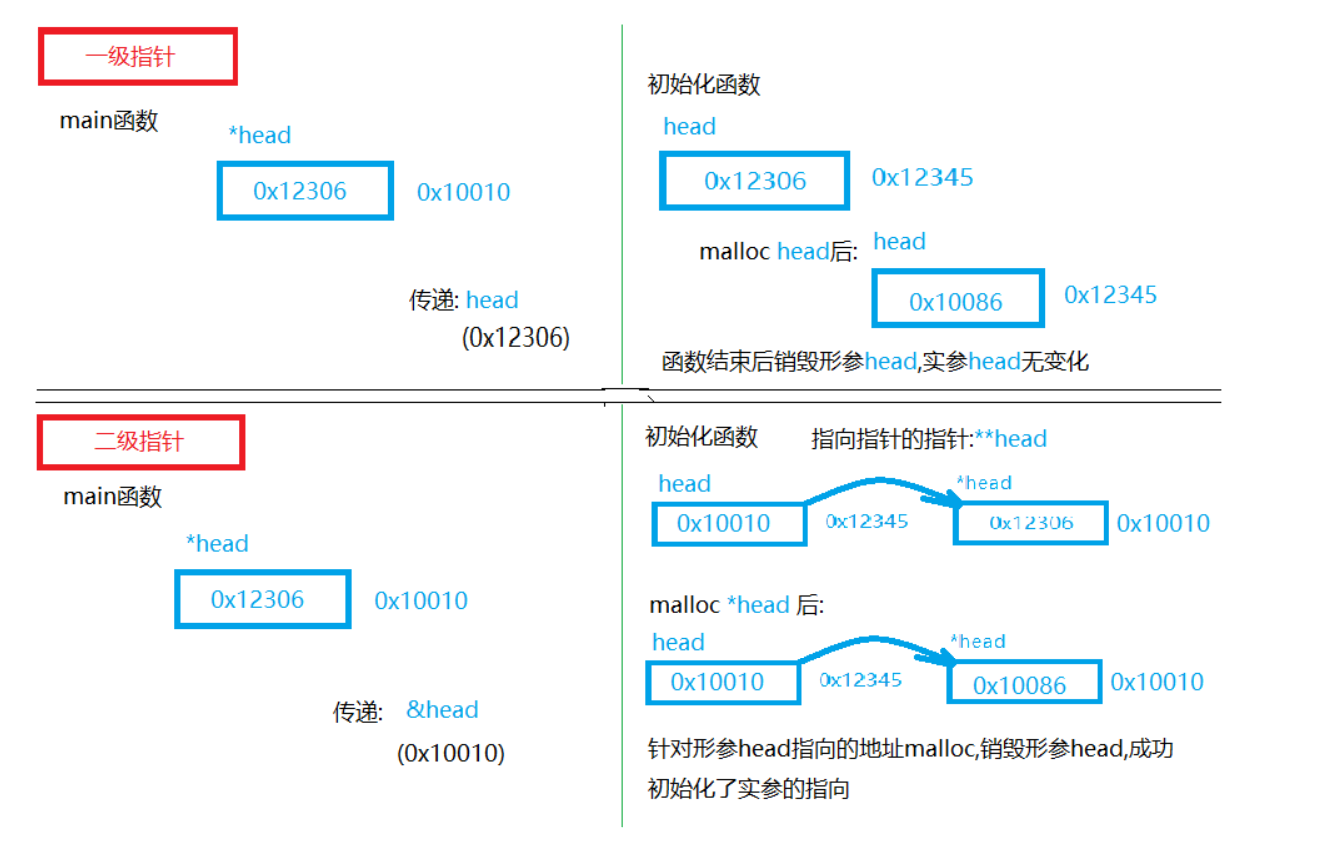 一级指针
main函数
*head
0x12306 0x10010
传递: head
(0x12306)
初始化函数
head
0x12306 0x12345
malloc head后: head
0x10086 0x12345
函数结束后销毁形参head,实参head无变化
二级指针
main函数
*head
0x12306 0x10010
传递: &head
(0x10010)
初始化函数 指向指针的指针:**head
head *head
0x10010 0x12345 0x12306 0x10010
malloc *head 后:
head *head
0x10010 0x12345 0x10086 0x10010
针对形参head指向的地址malloc,销毁形参head,成功
初始化了实参的指向